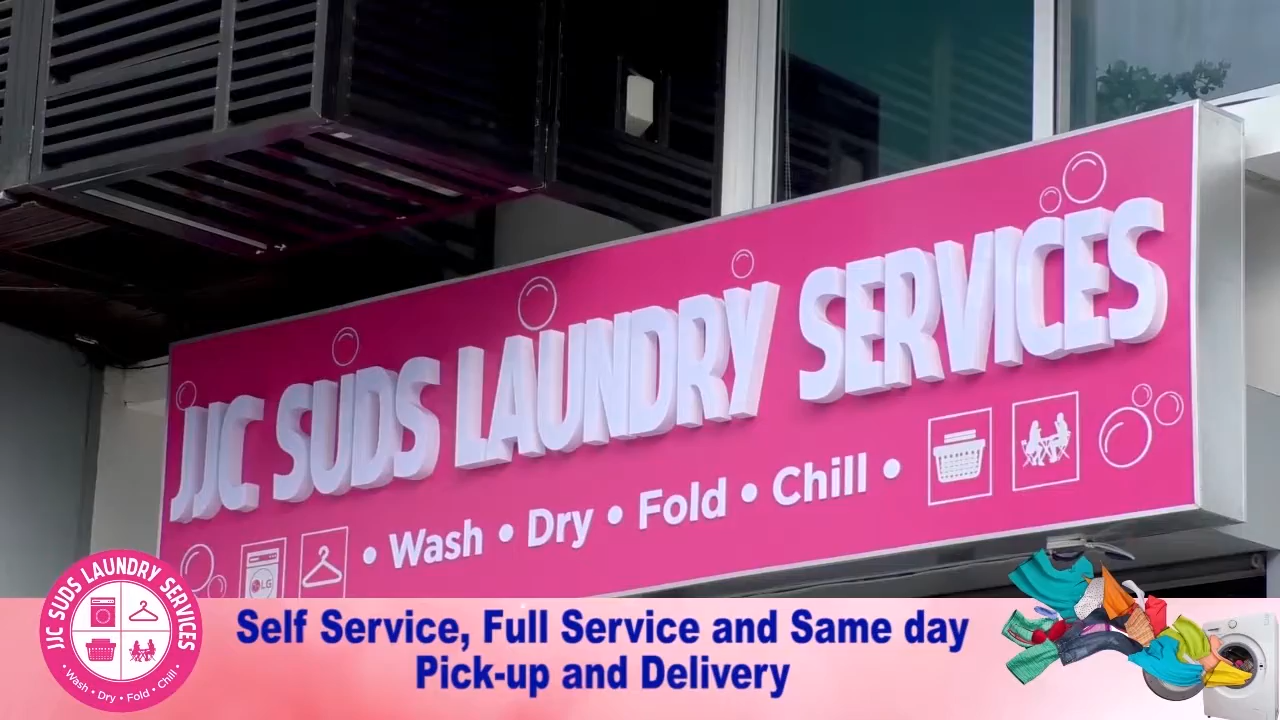 JJC SUDS LAUNDRY SERVICES
• Wash • Dry • Fold • Chill •
LG
JJC SUDS LAUNDRY SERVICES
• Wash • Dry • Fold • Chill •
Self Service, Full Service and Same day
Pick-up and Delivery